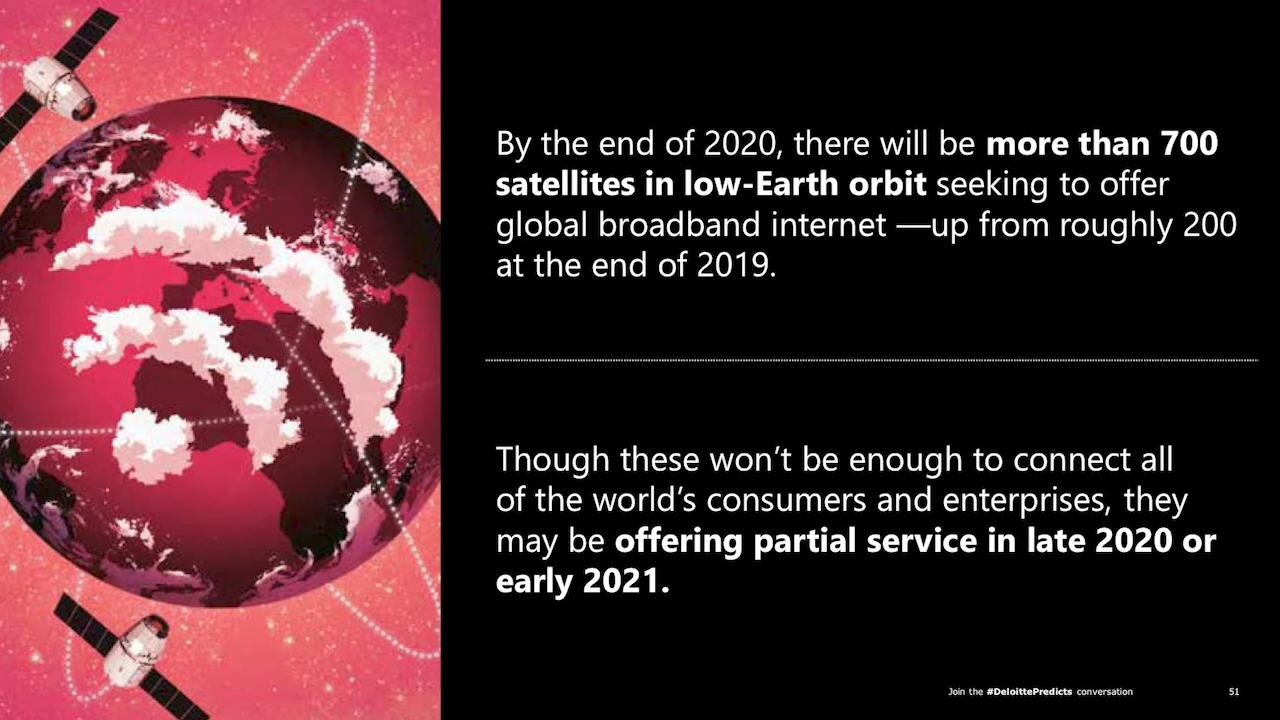 By the end of 2020, there will be more than 700
satellites in low-Earth orbit seeking to offer
global broadband internet —up from roughly 200
at the end of 2019.
Though these won’t be enough to connect all
of the world’s consumers and enterprises, they
may be offering partial service in late 2020 or
early 2021.
Join the #DeloittePredicts conversation
51